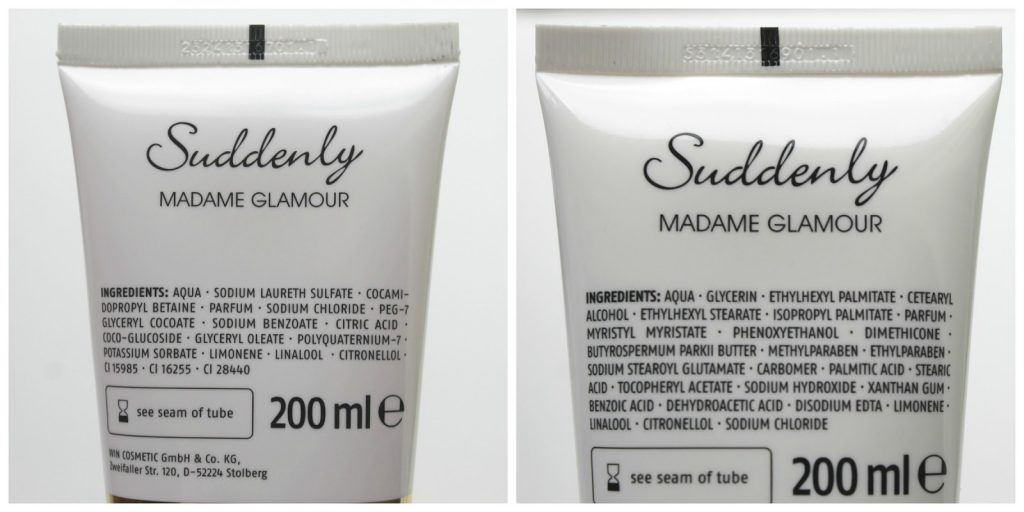 Suddenly
MADAME GLAMOUR
INGREDIENTS: AQUA · SODIUM LAURETH SULFATE · COCAMI-
DOPROPYL BETAINE · PARFUM · SODIUM CHLORIDE · PEG-7
GLYCERYL COCOATE · SODIUM BENZOATE · CITRIC ACID ·
COCO-GLUCOSIDE · GLYCERYL OLEATE · POLYQUATERNIUM-7 ·
POTASSIUM SORBATE · LIMONENE · LINALOOL · CITRONELLOL ·
CI 15985 · CI 16255 · CI 28440
see seam of tube
200 ml e
WIN COSMETIC GmbH & Co. KG,
Zweifaller Str. 120, D-52224 Stolberg
Suddenly
MADAME GLAMOUR
INGREDIENTS: AQUA · GLYCERIN · ETHYLHEXYL PALMITATE · CETEARYL
ALCOHOL · ETHYLHEXYL STEARATE · ISOPROPYL PALMITATE · PARFUM ·
MYRISTYL MYRISTATE · PHENOXYETHANOL · DIMETHICONE ·
BUTYROSPERMUM PARKII BUTTER · METHYLPARABEN · ETHYLPARABEN ·
SODIUM STEAROYL GLUTAMATE · CARBOMER · PALMITIC ACID · STEARIC
ACID · TOCOPHERYL ACETATE · SODIUM HYDROXIDE · XANTHAN GUM ·
BENZOIC ACID · DEHYDROACETIC ACID · DISODIUM EDTA · LIMONENE ·
LINALOOL · CITRONELLOL · SODIUM CHLORIDE
see seam of tube
200 ml e